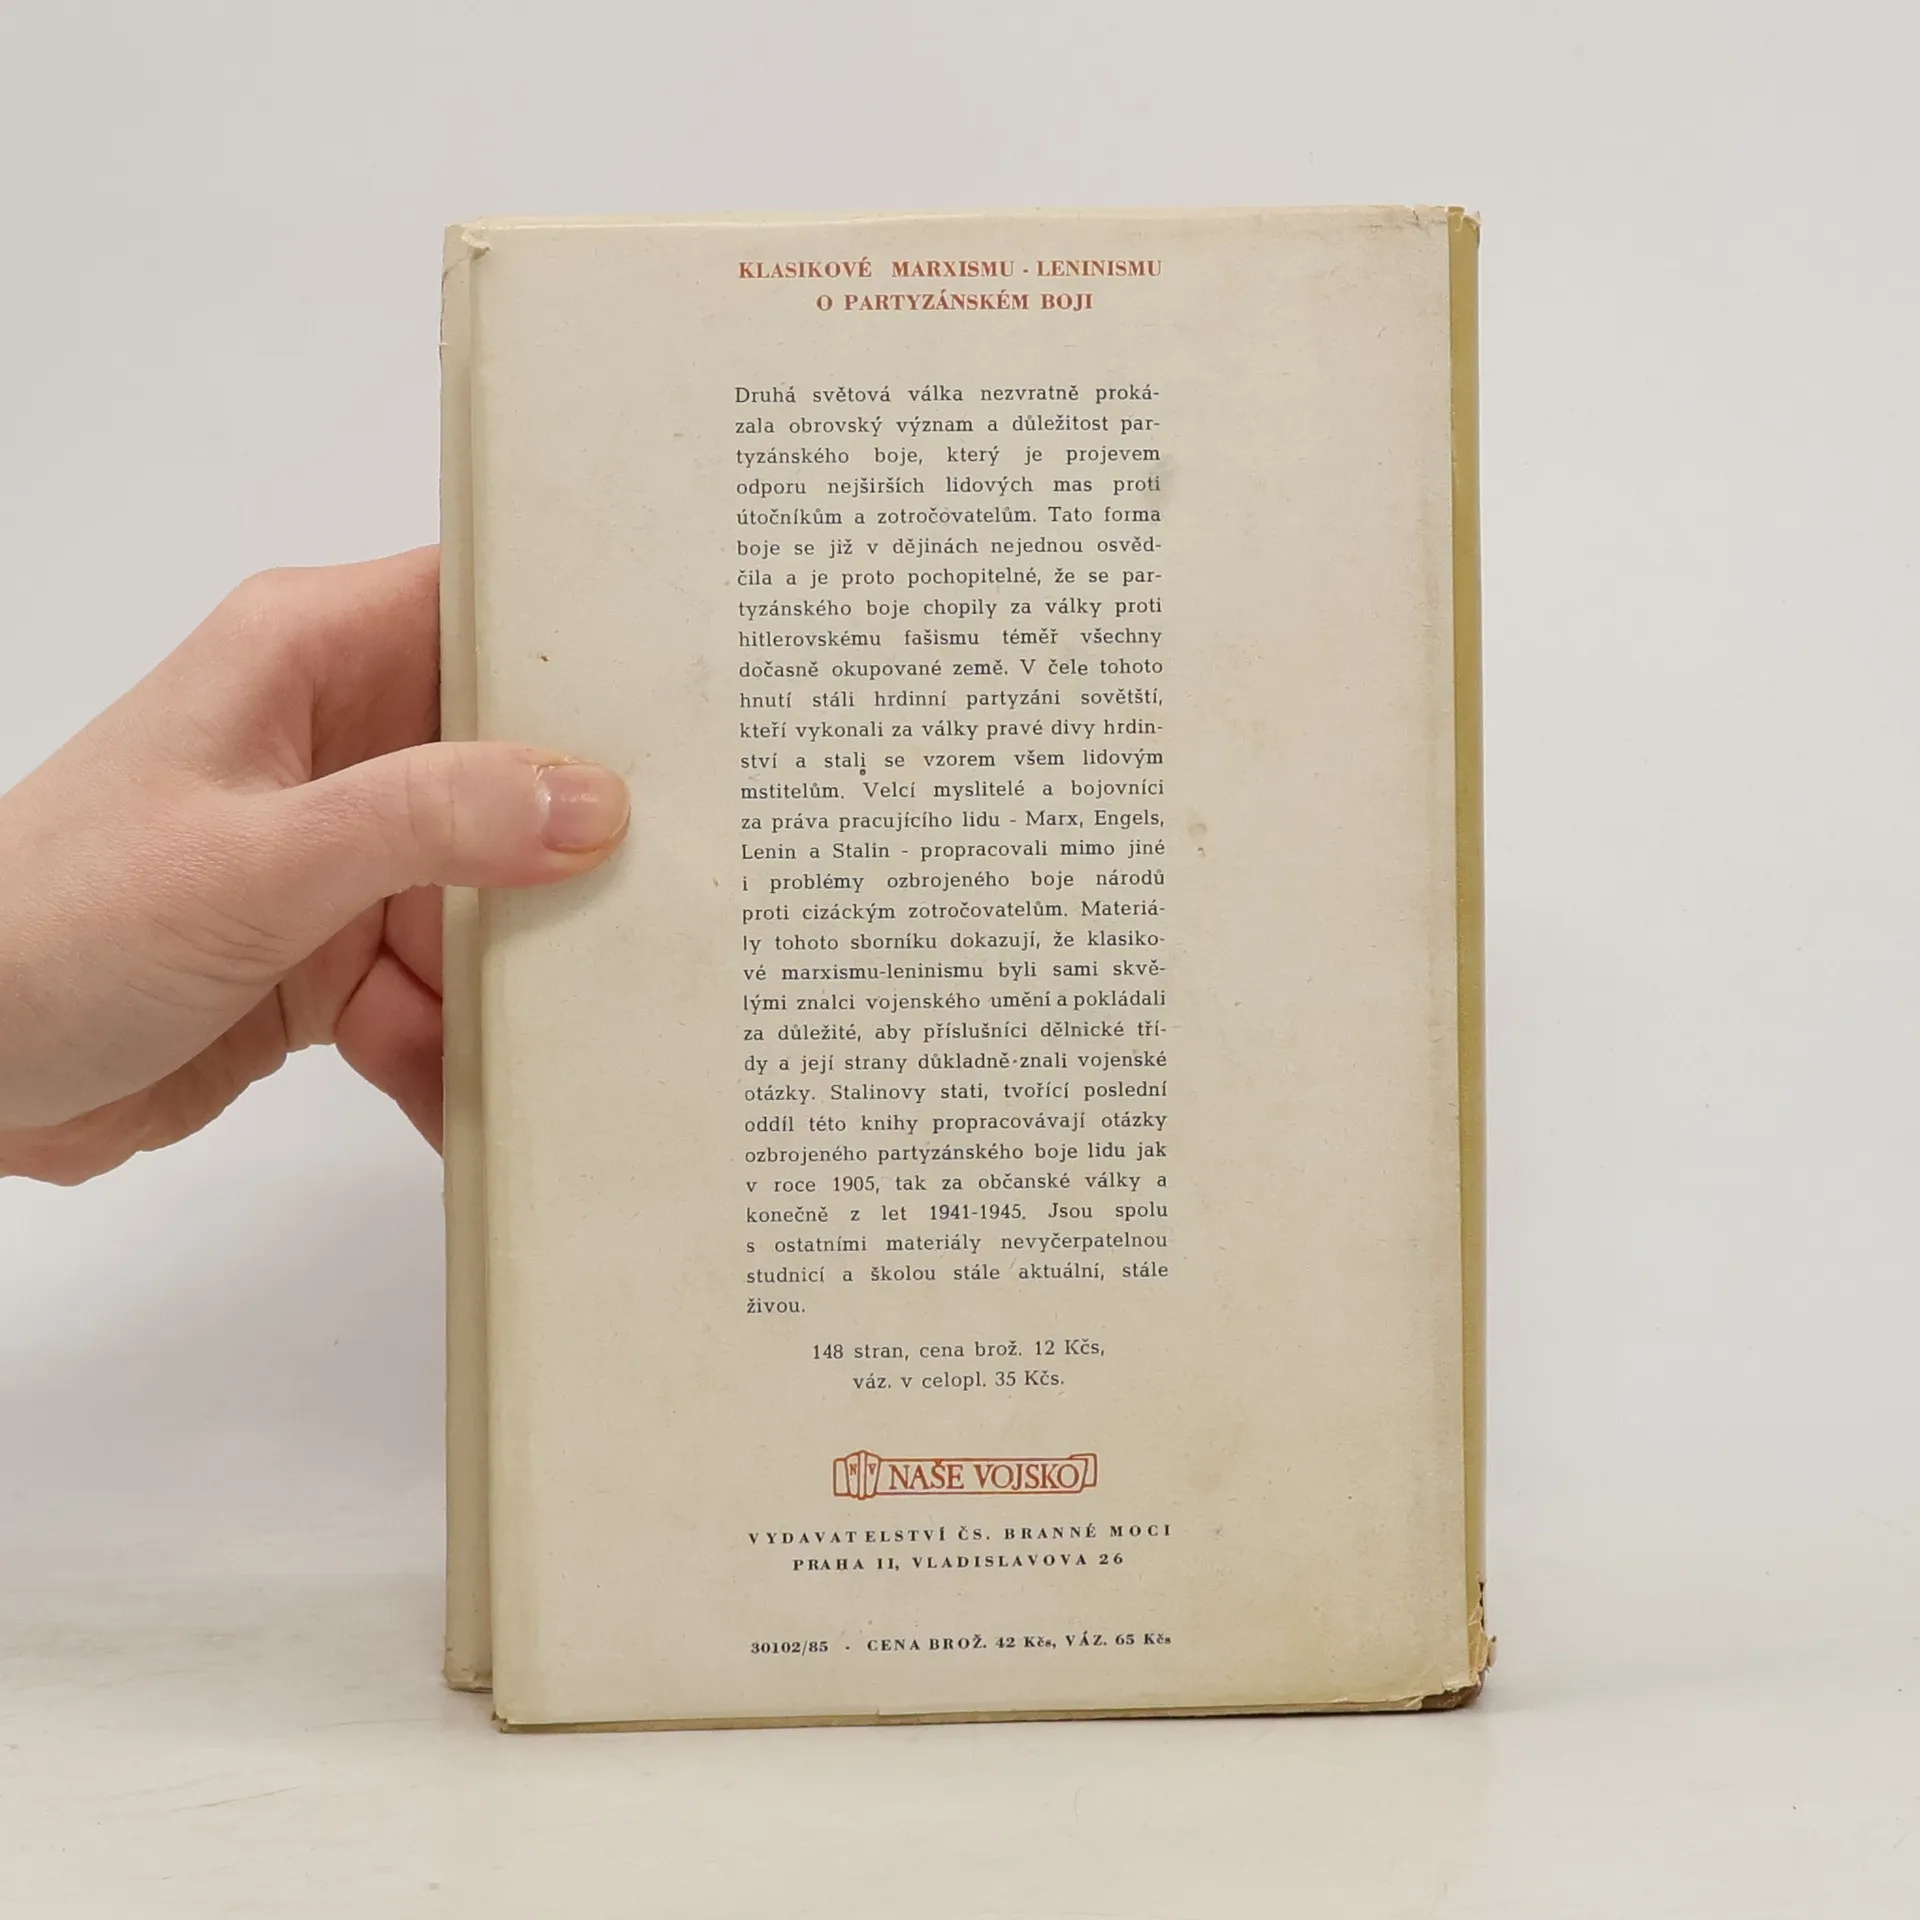 KLASIKOVÉ MARXISMU - LENINISMU
O PARTYZÁNSKÉM BOJI
Druhá světová válka nezvratně proká-
zala obrovský význam a důležitost par-
tyzánského boje, který je projevem
odporu nejširších lidových mas proti
útočníkům a zotročovatelům. Tato forma
boje se již v dějinách nejednou osvěd-
čila a je proto pochopitelné, že se par-
tyzánského boje chopily za války proti
hitlerovskému fašismu téměř všechny
dočasně okupované země. V čele tohoto
hnutí stáli hrdinní partyzáni sovětští,
kteří vykonali za války pravé divy hrdin-
ství a stali se vzorem všem lidovým
mstitelům. Velcí myslitelé a bojovníci
za práva pracujícího lidu - Marx, Engels,
Lenin a Stalin - propracovali mimo jiné
i problémy ozbrojeného boje národů
proti cizáckým zotročovatelům. Materiá-
ly tohoto sborníku dokazují, že klasiko-
vé marxismu-leninismu byli sami skvě-
lými znalci vojenského umění a pokládali
za důležité, aby příslušníci dělnické tří-
dy a její strany důkladně znali vojenské
otázky. Stalinovy stati, tvořící poslední
oddíl této knihy propracovávají otázky
ozbrojeného partyzánského boje lidu jak
v roce 1905, tak za občanské války a
konečně z let 1941-1945. Jsou spolu
s ostatními materiály nevyčerpatelnou
studnicí a školou stále aktuální, stále
živou.
148 stran, cena brož. 12 Kčs,
váz. v celopl. 35 Kčs.
N V NAŠE VOJSKO
VYDAVATELSTVÍ ČS. BRANNÉ MOCI
PRAHA II, VLADISLAVOVA 26
30102/85 - CENA BROŽ. 42 Kčs, VÁZ. 65 Kčs